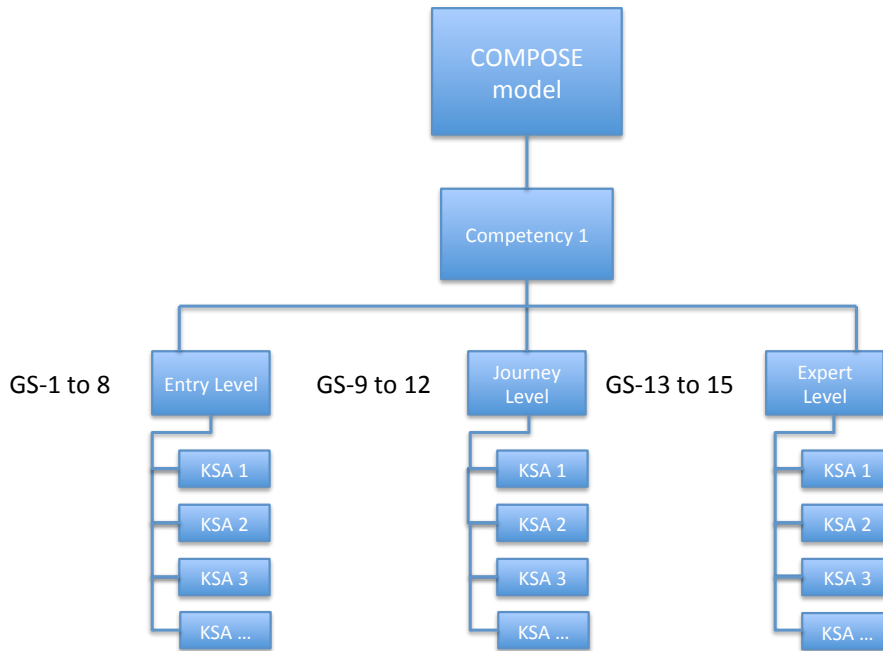 COMPOSE
model
Competency 1
GS-1 to 8
Entry Level
GS-9 to 12
Journey
Level
GS-13 to 15
Expert
Level
KSA 1
KSA 2
KSA 3
KSA ...
KSA 1
KSA 2
KSA 3
KSA ...
KSA 1
KSA 2
KSA 3
KSA ...